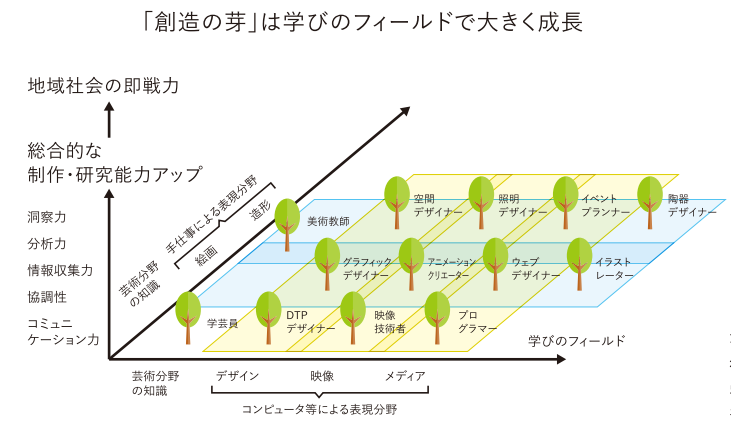 「創造の芽」は学びのフィールドで大きく成長
地域社会の即戦力
総合的な
制作・研究能力アップ
洞察力
分析力
情報収集力
協調性
コミュニ
ケーション力
芸術分野
の知識
手仕事による表現分野
絵画
造形
美術教師
空間
デザイナー
照明
デザイナー
イベント
プランナー
陶器
デザイナー
グラフィック
デザイナー
アニメーション
クリエーター
ウェブ
デザイナー
イラスト
レーター
学芸員
DTP
デザイナー
映像
技術者
プロ
グラマー
学びのフィールド
芸術分野
の知識
デザイン
映像
メディア
コンピュータ等による表現分野